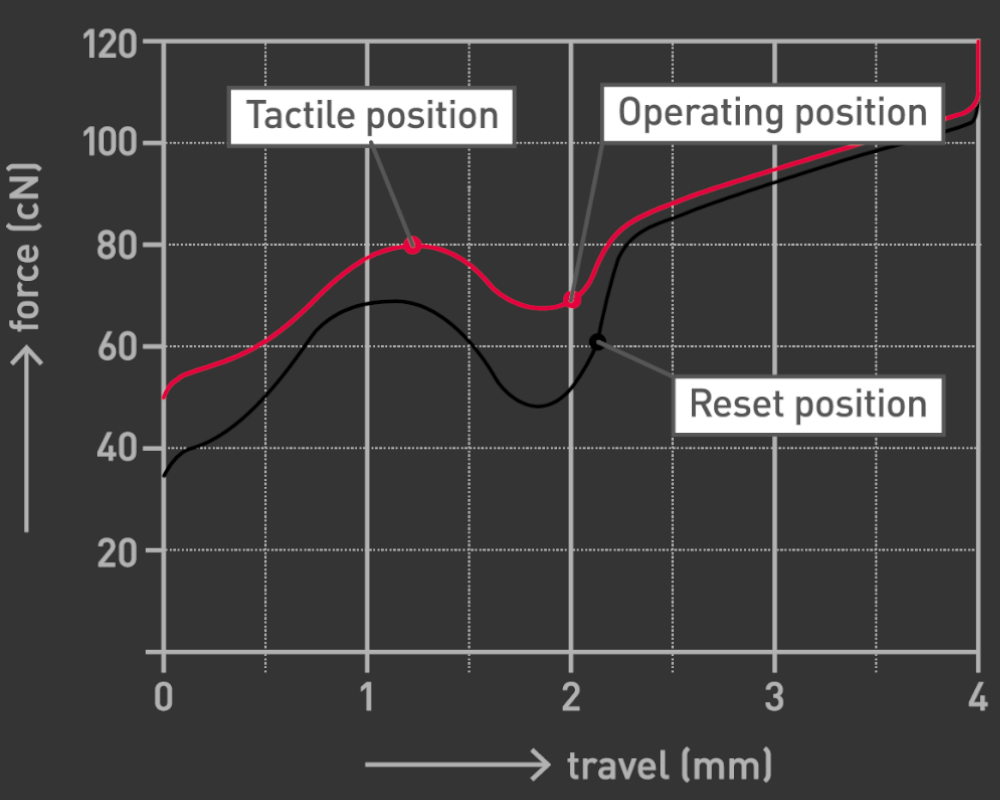 120
Tactile position
Operating position
100
80
60
Reset position
40
20
0 1 2 3 4
force (cN)
travel (mm)